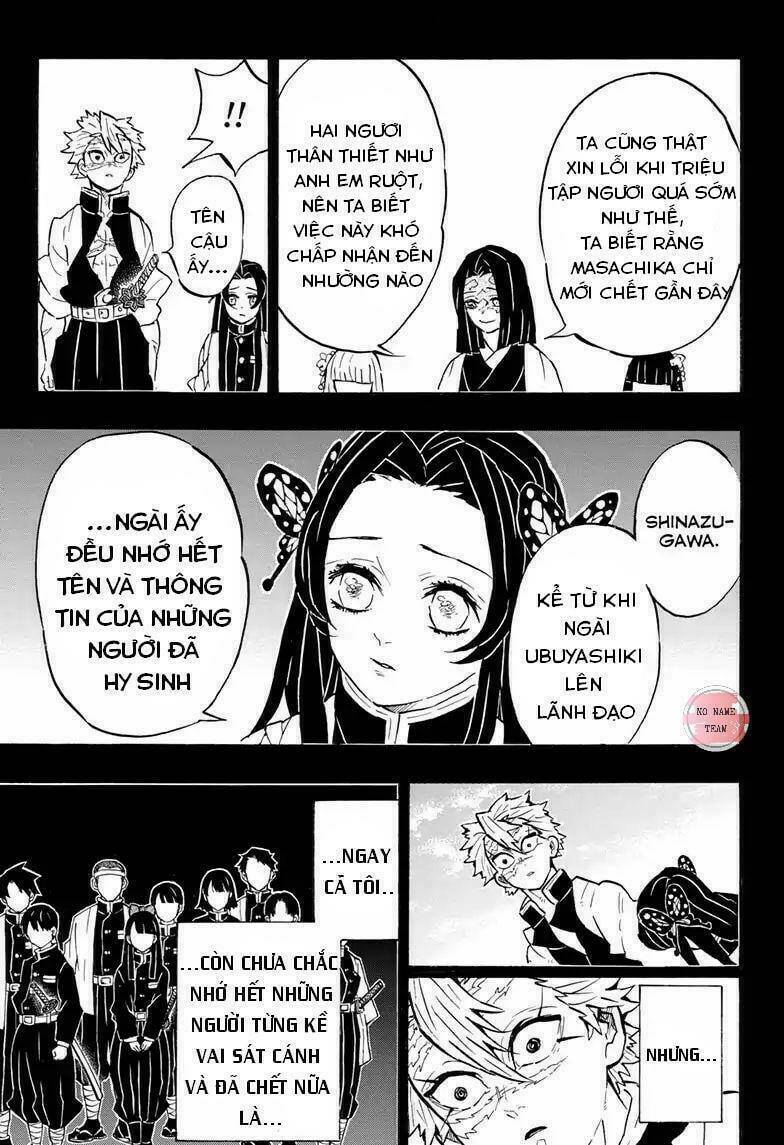 TA CŨNG THẬT
XIN LỖI KHI TRIỆU
TẬP NGƯƠI QUÁ SỚM
NHƯ THẾ,
TA BIẾT RẰNG
MASACHIKA CHỈ
MỚI CHẾT GẦN ĐÂY
HAI NGƯƠI
THÂN THIẾT NHƯ
ANH EM RUỘT,
NÊN TA BIẾT
VIỆC NÀY KHÓ
CHẤP NHẬN ĐẾN
NHƯỜNG NÀO
!!
TÊN
CẬU
ẤY...
SHINAZU-
GAWA.
KỂ TỪ KHI
NGÀI
UBUYASHIKI
LÊN
LÃNH ĐẠO
...NGÀI ẤY
ĐỀU NHỚ HẾT
TÊN VÀ THÔNG
TIN CỦA NHỮNG
NGƯỜI ĐÃ
HY SINH
NO NAME
TEAM
NHƯNG...
...NGAY
CẢ TÔI..
...CÒN CHƯA CHẮC
NHỚ HẾT NHỮNG
NGƯỜI TỪNG KỀ
VAI SÁT CÁNH
VÀ ĐÃ CHẾT NỮA
LÀ...